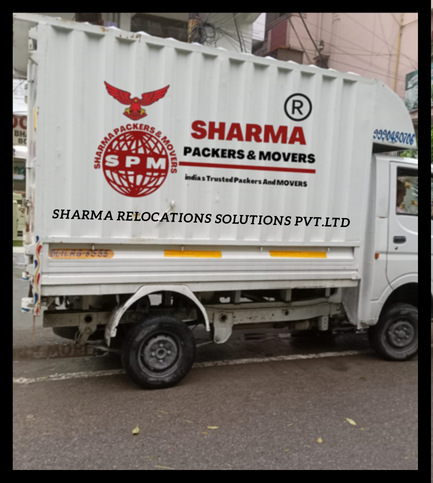 ®
SHARMA
PACKERS & MOVERS
india s Trusted Packers And MOVERS
SHARMA PACKERS & MOVERS
SPM
SHARMA RELOCATIONS SOLUTIONS PVT.LTD